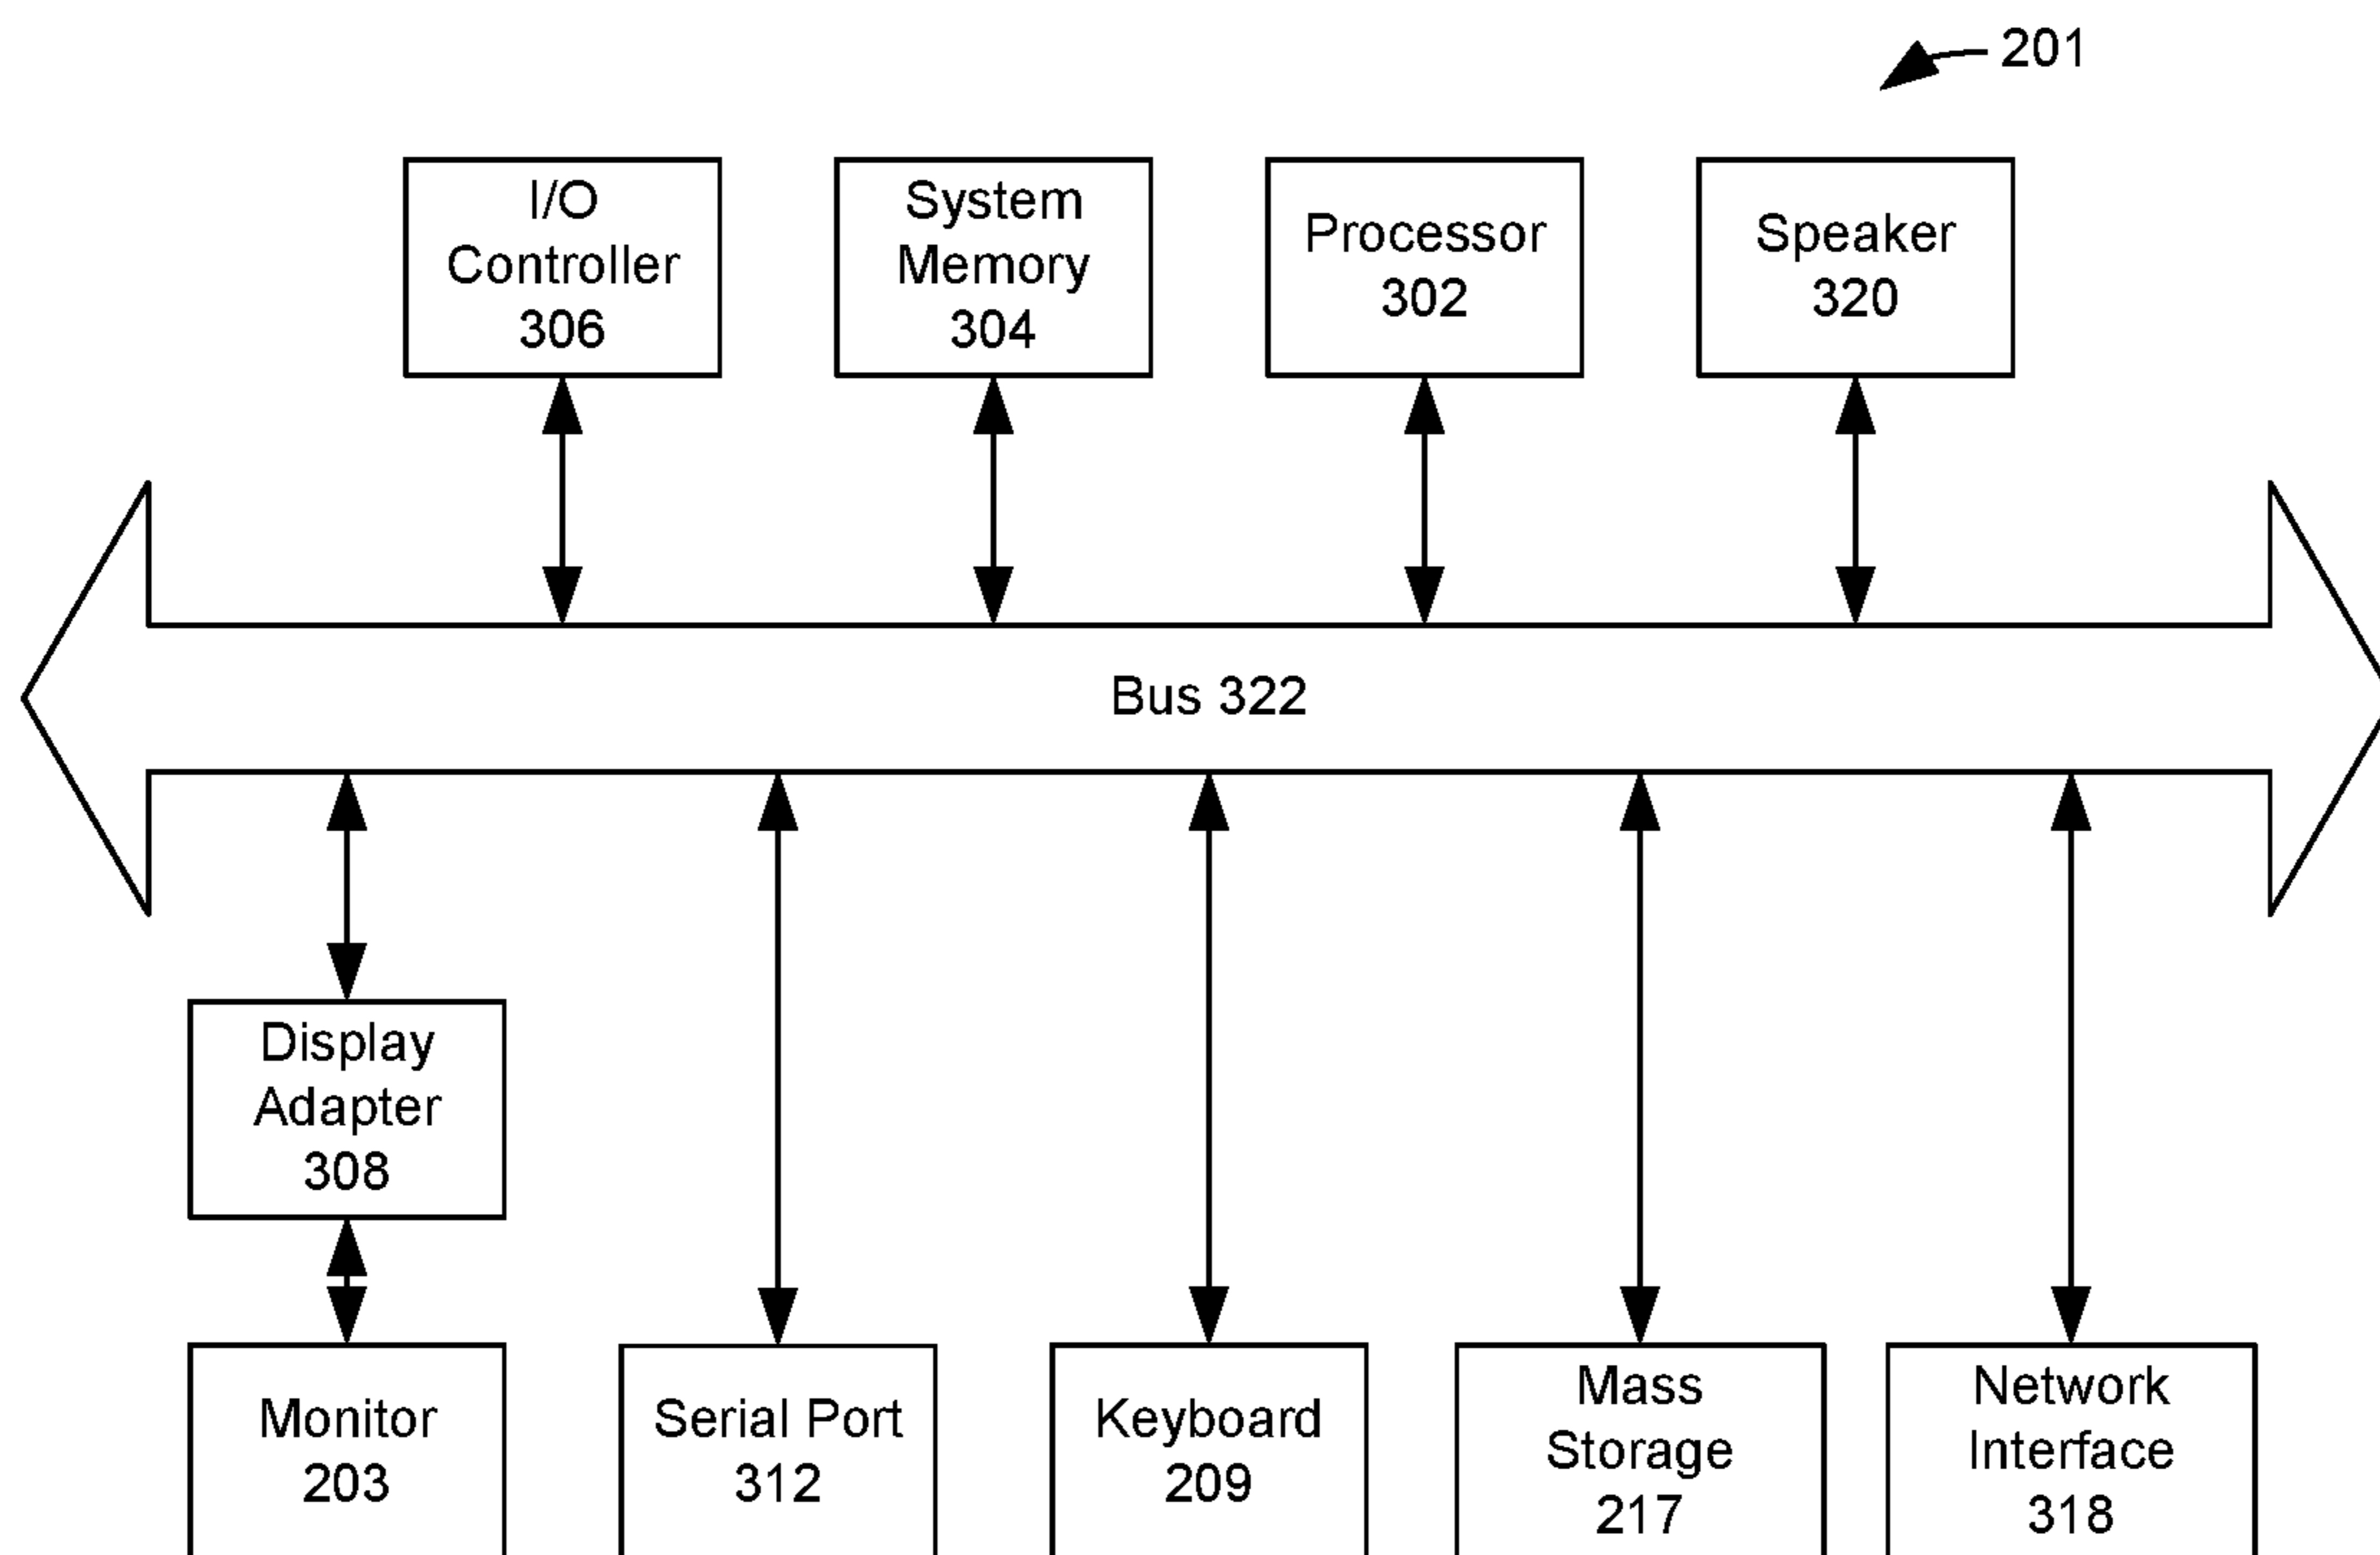 201
I/O
Controller
306
System
Memory
304
Processor
302
Speaker
320
Bus 322
Display
Adapter
308
Monitor
203
Serial Port
312
Keyboard
209
Mass
Storage
217
Network
Interface
318